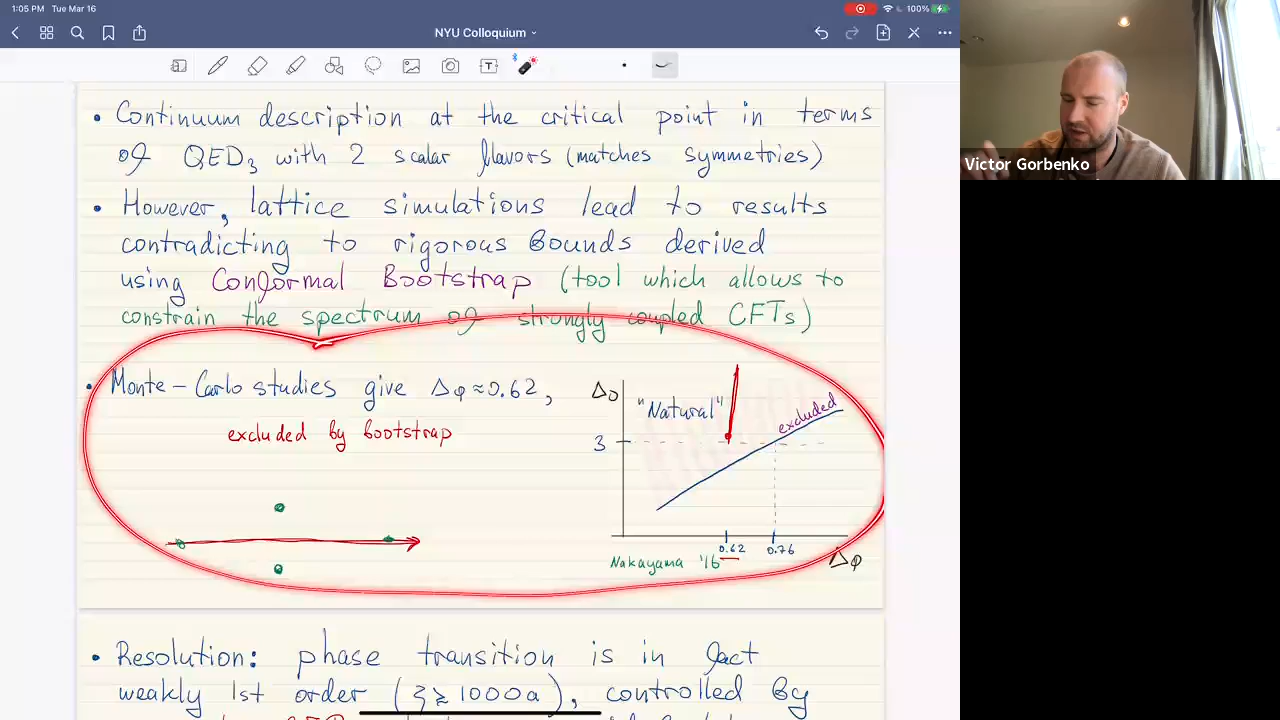 1:05 PM Tue Mar 16
100%
NYU Colloquium
Victor Gorbenko
• Continuum description at the critical point in terms
of QED3 with 2 scalar flavors (matches symmetries)
• However, lattice simulations lead to results
contradicting to rigorous bounds derived
using Conformal Bootstrap (tool which allows to
constrain the spectrum of strongly coupled CFTs)
• Monte-Carlo studies give Δφ≈0.62,
excluded by bootstrap
"Natural"
excluded
3
0.62
0.76
Nakayama '16
Δφ
• Resolution: phase transition is in fact
weakly 1st order (ξ≳1000a), controlled by